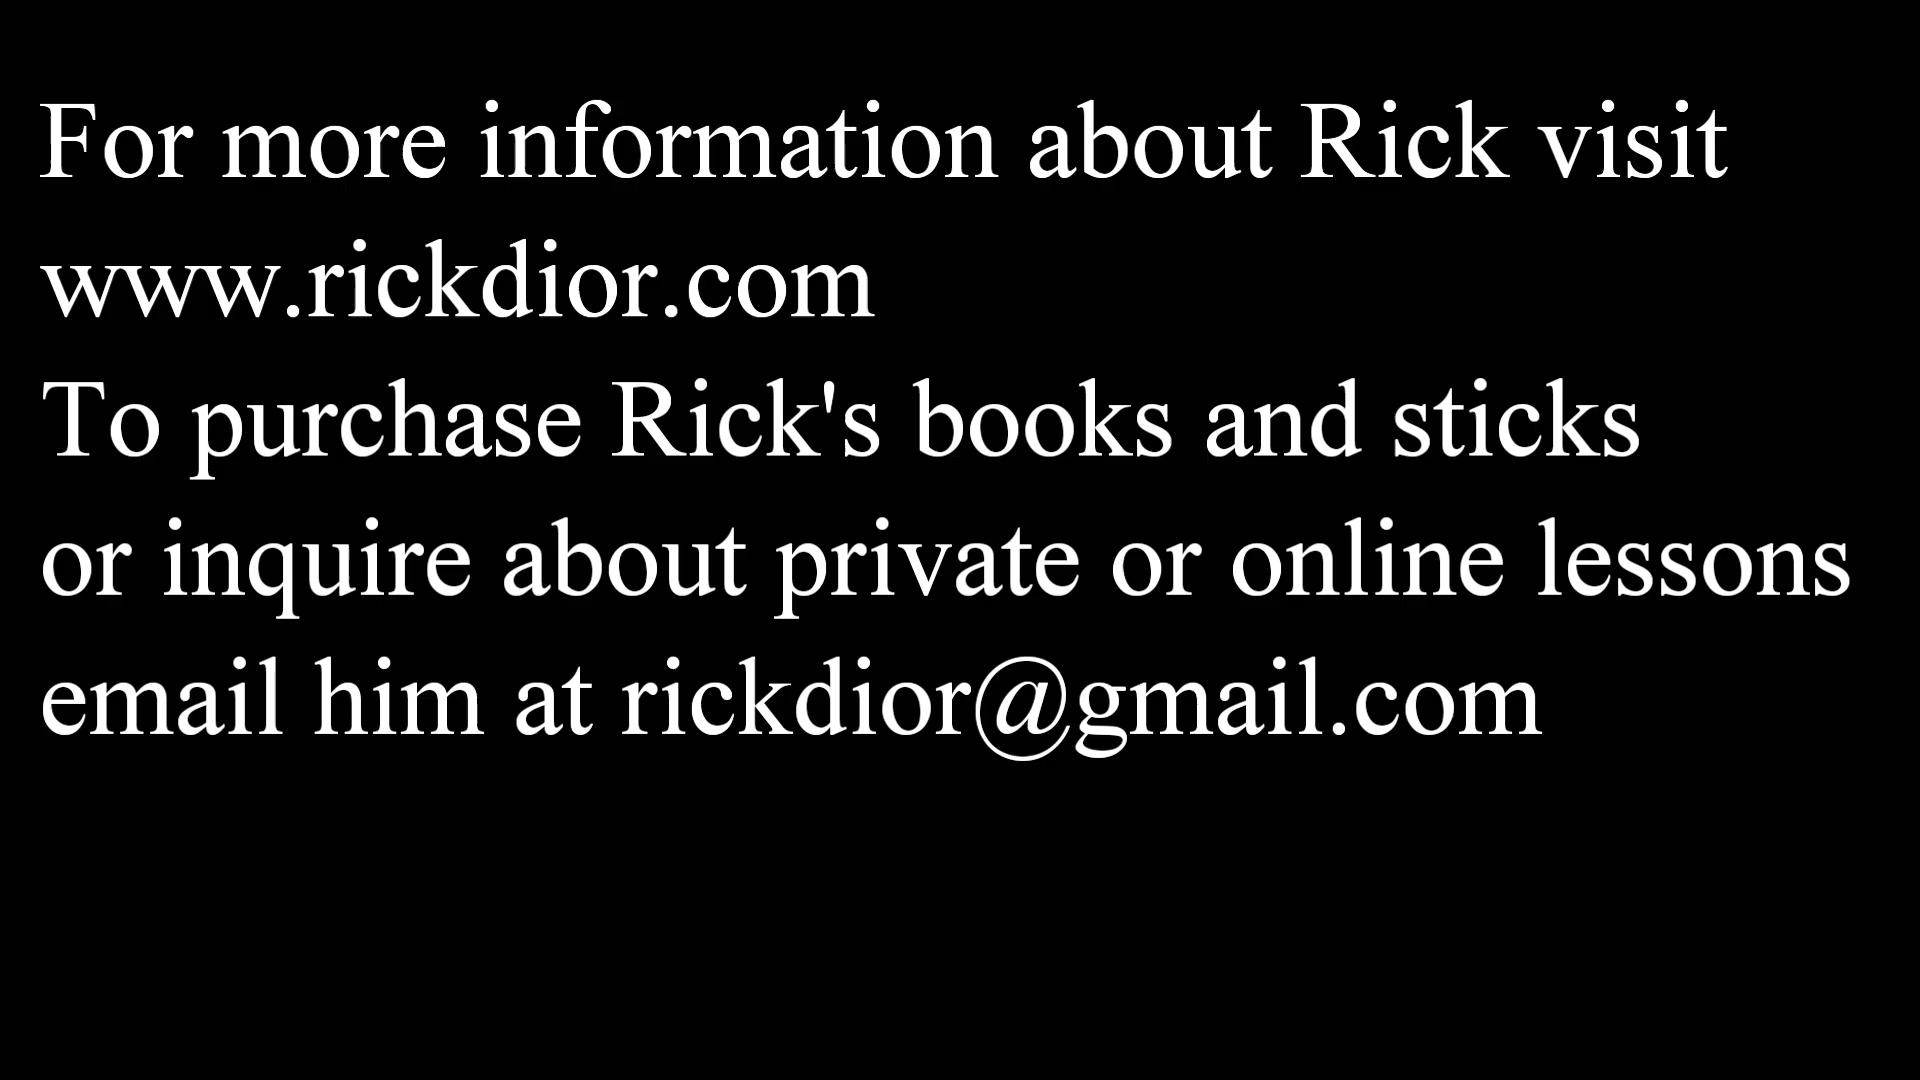 For more information about Rick visit
www.rickdior.com
To purchase Rick's books and sticks
or inquire about private or online lessons
email him at rickdior@gmail.com